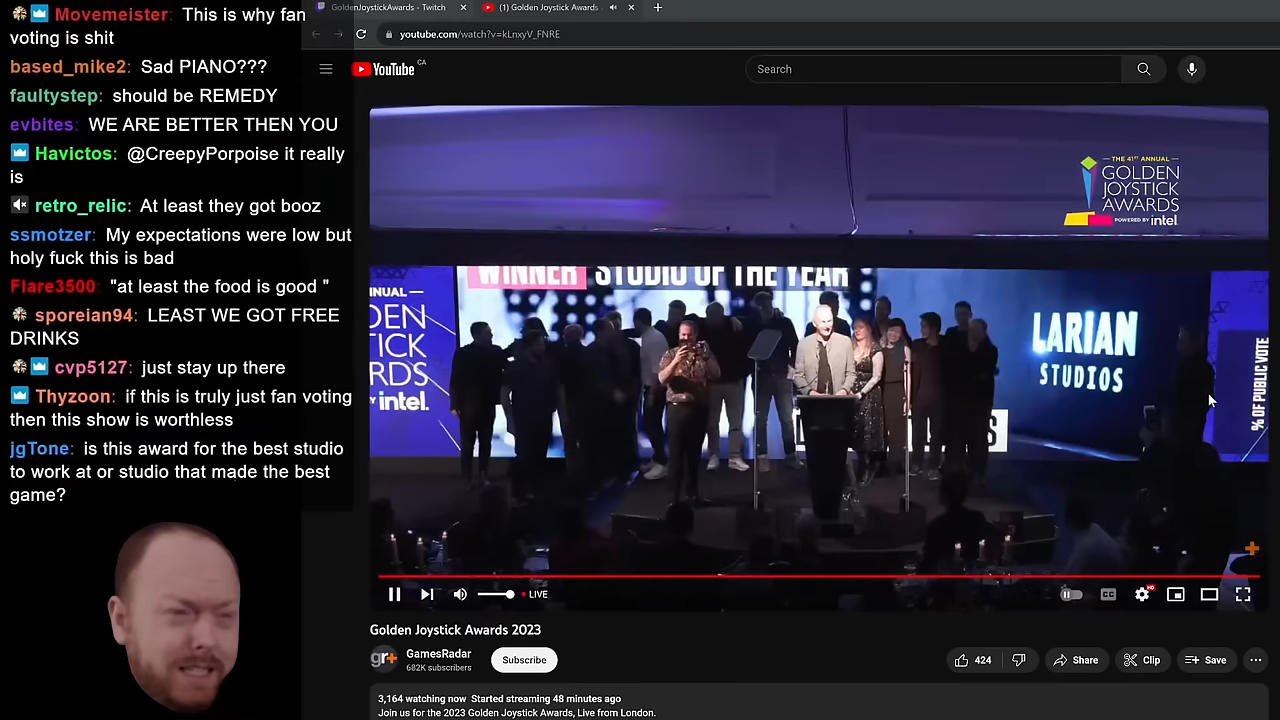 Movemeister: This is why fan
voting is shit
based_mike2: Sad PIANO???
faultystep: should be REMEDY
evbites: WE ARE BETTER THEN YOU
Havictos: @CreepyPorpoise it really
is
retro_relic: At least they got booz
ssmotzer: My expectations were low but
holy fuck this is bad
Flare3500 "at least the food is good "
sporeian94: LEAST WE GOT FREE
DRINKS
cvp5127: just stay up there
Thyzoon: if this is truly just fan voting
then this show is worthless
jgTone: is this award for the best studio
to work at or studio that made the best
game?
GoldenJoystickAwards - Twitch
(1) Golden Joystick Awards
youtube.com/watch?v=kLnxyV_FNRE
YouTube CA
Search
THE 41ST ANNUAL
GOLDEN
JOYSTICK
AWARDS
POWERED BY intel.
WINNER STUDIO OF THE YEAR
NUAL
DEN
TICK
RDS
intel.
LARIAN
STUDIOS
% OF PUBLIC VOTE
LIVE
CC
HD
Golden Joystick Awards 2023
gr+
GamesRadar
682K subscribers
Subscribe
424
Share
Clip
Save
3,164 watching now Started streaming 48 minutes ago
Join us for the 2023 Golden Joystick Awards, Live from London.